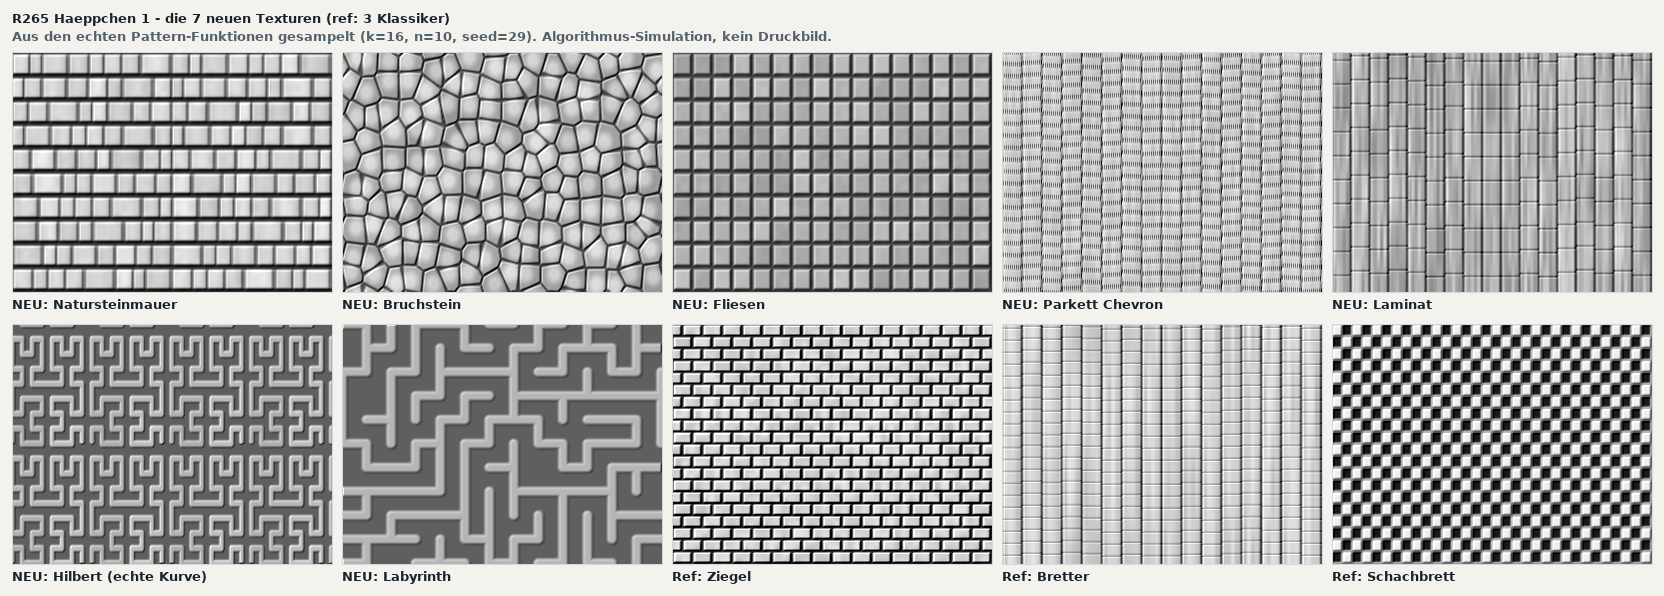 R265 Haeppchen 1 - die 7 neuen Texturen (ref: 3 Klassiker)
Aus den echten Pattern-Funktionen gesampelt (k=16, n=10, seed=29). Algorithmus-Simulation, kein Druckbild.
NEU: Natursteinmauer
NEU: Bruchstein
NEU: Fliesen
NEU: Parkett Chevron
NEU: Laminat
NEU: Hilbert (echte Kurve)
NEU: Labyrinth
Ref: Ziegel
Ref: Bretter
Ref: Schachbrett